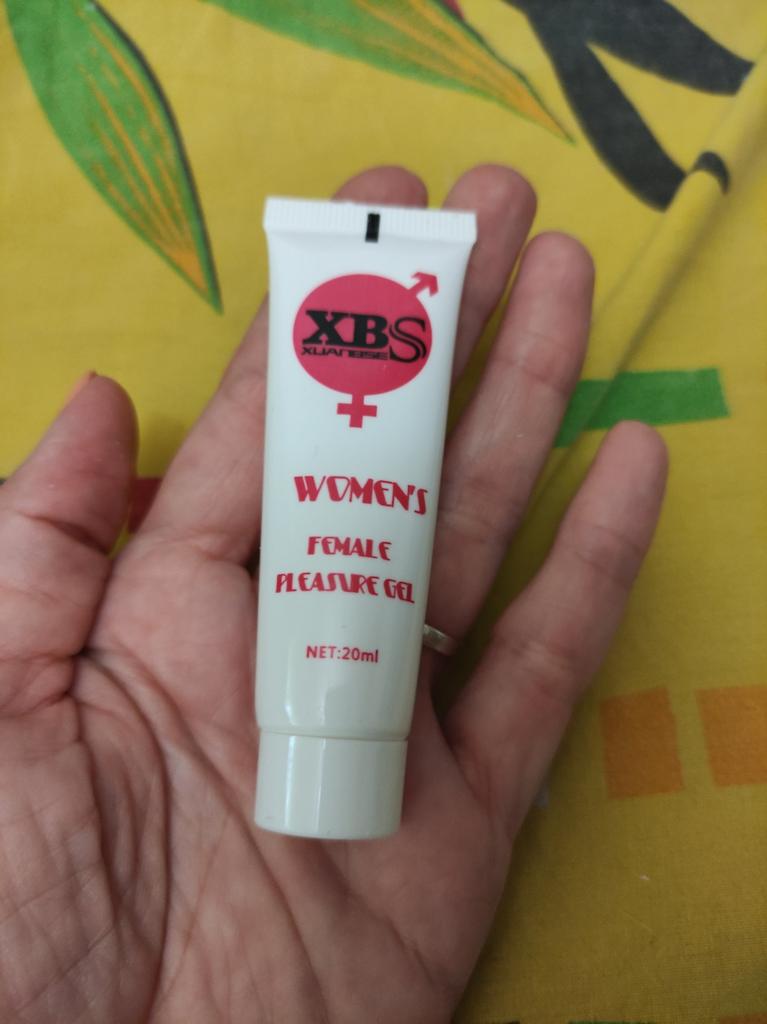 XBS
XUANBSE
WOMEN'S
FEMALE
PLEASURE GEL
NET:20ml